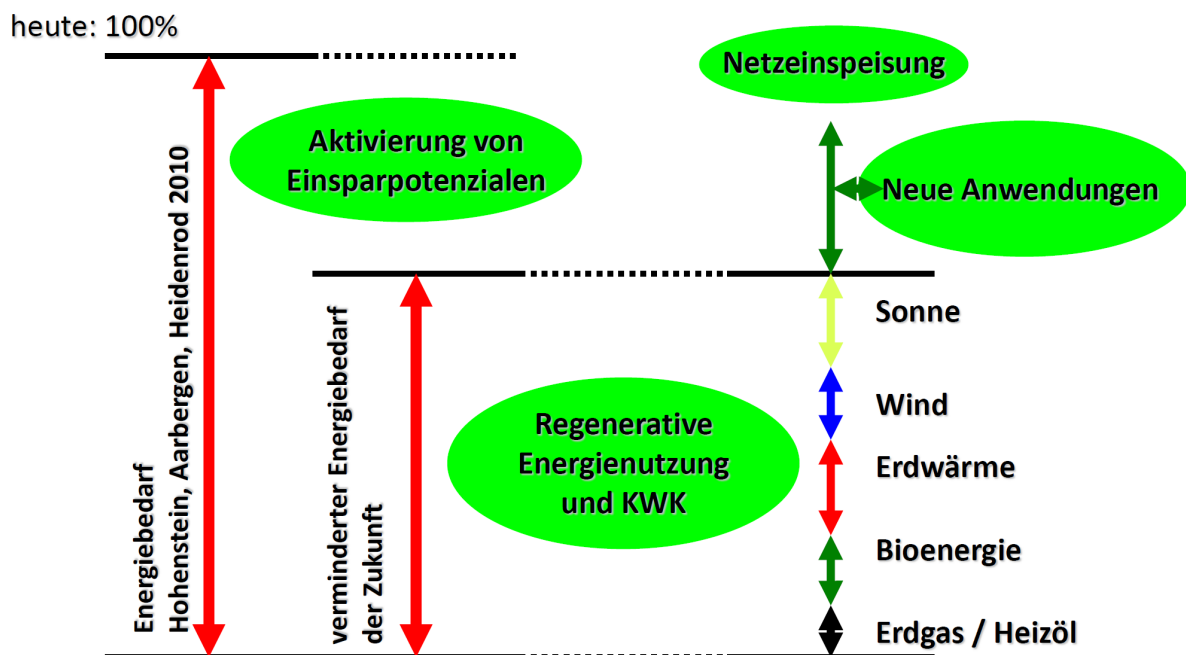 heute: 100%
Netzeinspeisung
Aktivierung von
Einsparpotenzialen
Neue Anwendungen
Energiebedarf
Hohenstein, Aarbergen, Heidenrod 2010
verminderter Energiebedarf
der Zukunft
Regenerative
Energienutzung
und KWK
Sonne
Wind
Erdwärme
Bioenergie
Erdgas / Heizöl